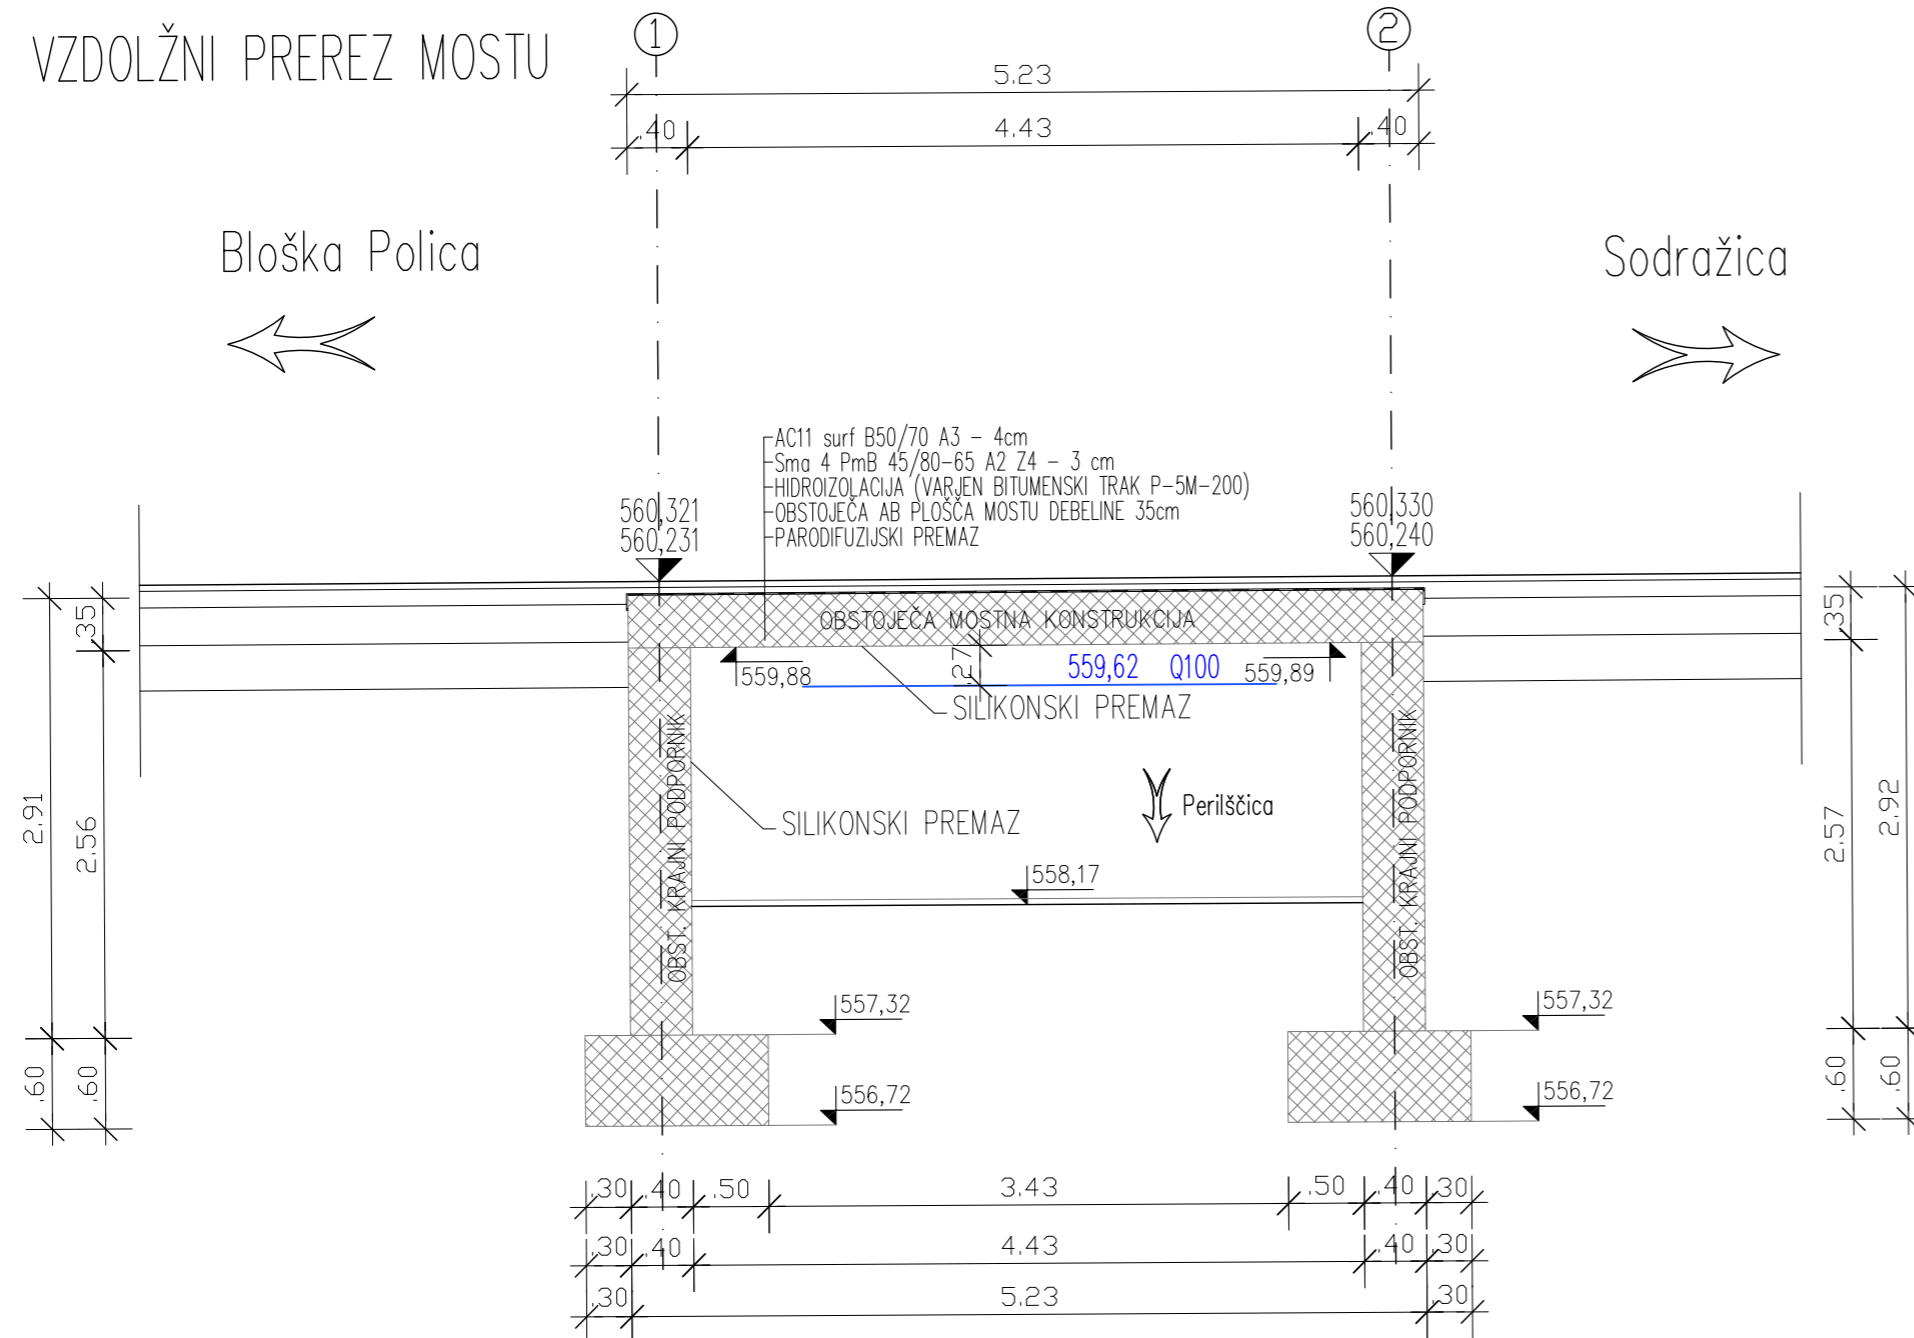 VZDOLŽNI PREREZ MOSTU
1
2
5.23
.40
4.43
.40
Bloška Polica
Sodražica
AC11 surf B50/70 A3 - 4cm
Sma 4 PmB 45/80-65 A2 Z4 - 3 cm
HIDROIZOLACIJA (VARJEN BITUMENSKI TRAK P-5M-200)
OBSTOJEČA AB PLOŠČA MOSTU DEBELINE 35cm
PARODIFUZIJSKI PREMAZ
560,321
560,231
560,330
560,240
OBSTOJEČA MOSTNA KONSTRUKCIJA
.35
.35
559,88
.27
559,62 Q100
559,89
SILIKONSKI PREMAZ
OBST. KRAJNI PODPORNIK
OBST. KRAJNI PODPORNIK
SILIKONSKI PREMAZ
Perilščica
2.91
2.56
2.57
2.92
558,17
557,32
557,32
.60
.60
556,72
556,72
.60
.60
.30
.40
.50
3.43
.50
.40
.30
.30
.40
4.43
.40
.30
.30
5.23
.30